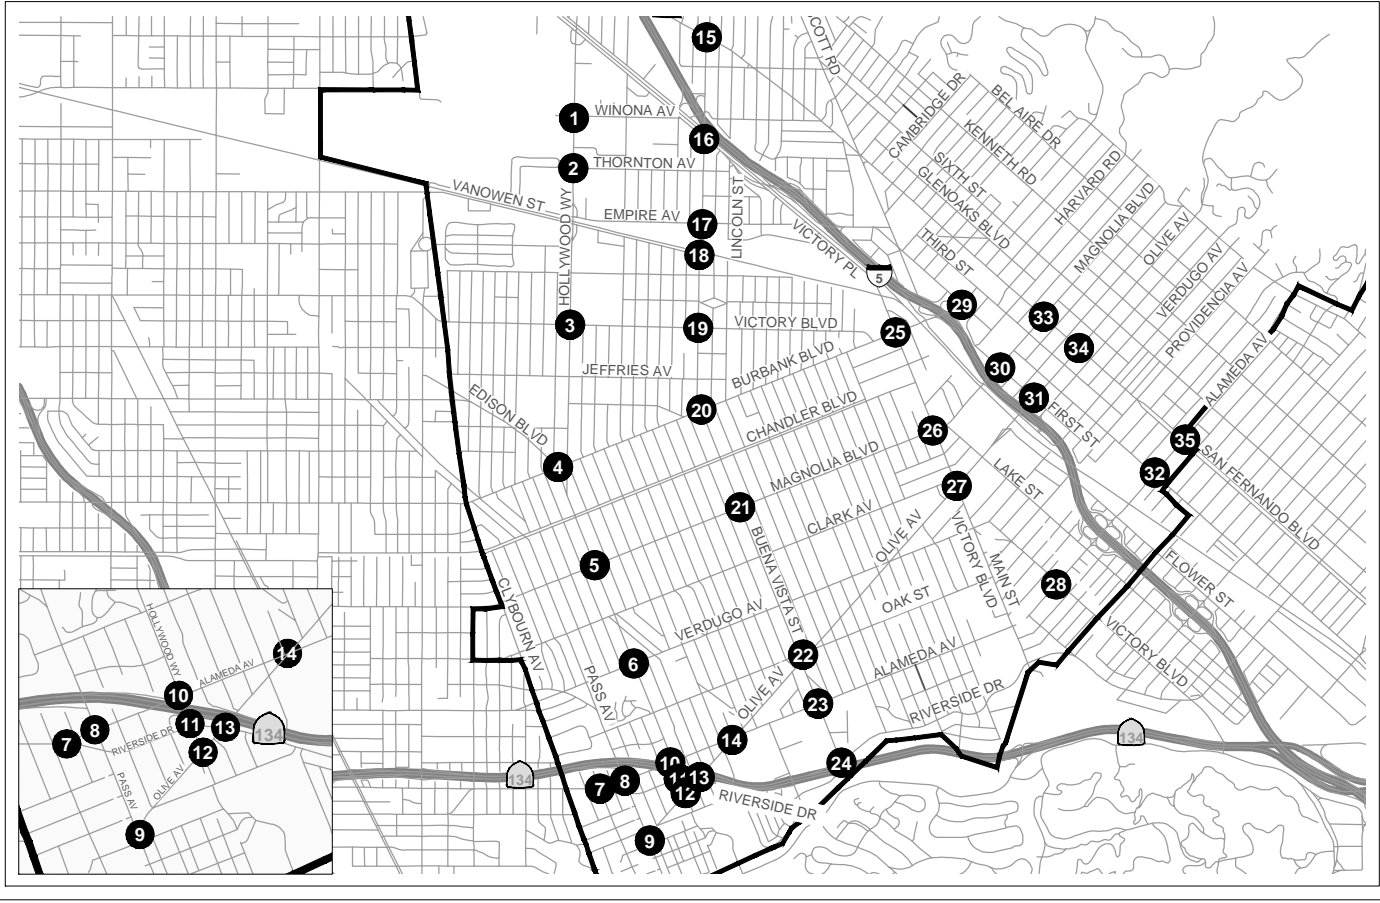 15
SCOTT RD
1
WINONA AV
CAMBRIDGE DR
BEL AIRE DR
16
KENNETH RD
2
THORNTON AV
SIXTH ST
HARVARD RD
GLENOAKS BLVD
MAGNOLIA BLVD
VANOWEN ST
HOLLYWOOD WY
EMPIRE AV
17
LINCOLN ST
VICTORY PL
THIRD ST
OLIVE AV
VERDUGO AV
PROVIDENCIA AV
18
5
29
33
3
19
VICTORY BLVD
25
34
JEFFRIES AV
BURBANK BLVD
30
ALAMEDA AV
EDISON BLVD
20
CHANDLER BLVD
31
FIRST ST
26
35
4
MAGNOLIA BLVD
32
SAN FERNANDO BLVD
LAKE ST
27
21
CLARK AV
OLIVE AV
VICTORY BLVD
5
BUENA VISTA ST
MAIN ST
28
FLOWER ST
CLYBOURN AV
VERDUGO AV
OAK ST
VICTORY BLVD
6
22
ALAMEDA AV
PASS AV
OLIVE AV
23
RIVERSIDE DR
14
134
10
24
134
7
8
11
13
12
RIVERSIDE DR
9
HOLLYWOOD WY
14
ALAMEDA AV
10
11
13
8
7
RIVERSIDE DR
12
134
PASS AV
OLIVE AV
9